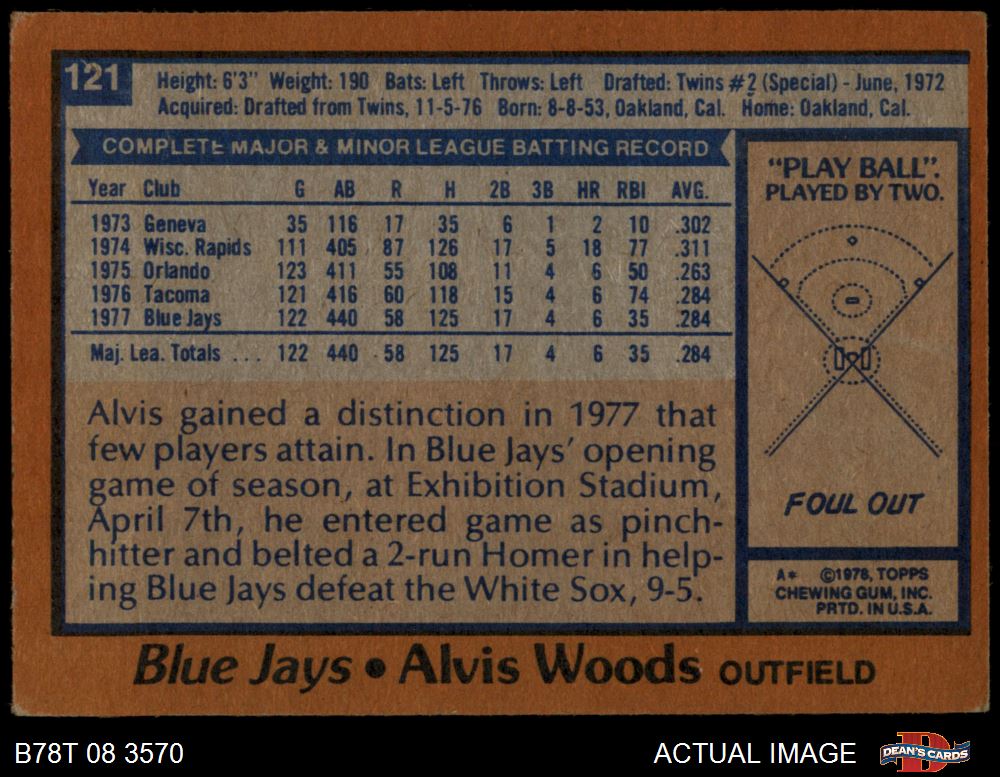 121
Height: 6'3" Weight: 190 Bats: Left Throws: Left Drafted: Twins #2 (Special) - June, 1972
Acquired: Drafted from Twins, 11-5-76 Born: 8-8-53, Oakland, Cal. Home: Oakland, Cal.
COMPLETE MAJOR & MINOR LEAGUE BATTING RECORD
Year Club G AB R H 2B 3B HR RBI AVG.
1973 Geneva 35 116 17 35 6 1 2 10 .302
1974 Wisc. Rapids 111 405 87 126 17 5 18 77 .311
1975 Orlando 123 411 55 108 11 4 6 50 .263
1976 Tacoma 121 416 60 118 15 4 6 74 .284
1977 Blue Jays 122 440 58 125 17 4 6 35 .284
Maj. Lea. Totals ... 122 440 58 125 17 4 6 35 .284
Alvis gained a distinction in 1977 that
few players attain. In Blue Jays' opening
game of season, at Exhibition Stadium,
April 7th, he entered game as pinch-
hitter and belted a 2-run Homer in help-
ing Blue Jays defeat the White Sox, 9-5.
"PLAY BALL".
PLAYED BY TWO.
FOUL OUT
A* ©1978, TOPPS
CHEWING GUM, INC.
PRTD. IN U.S.A.
Blue Jays • Alvis Woods OUTFIELD
B78T 08 3570
ACTUAL IMAGE
DEAN'S CARDS